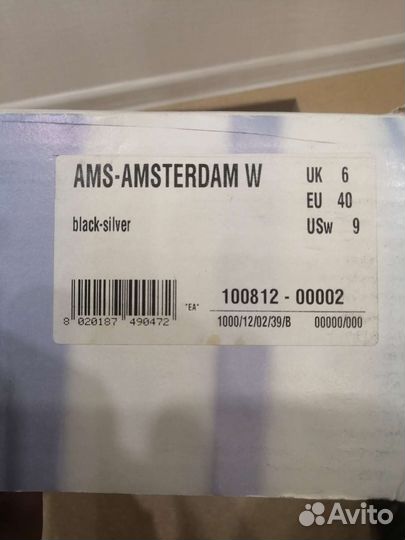 AMS-AMSTERDAM W
UK 6
EU 40
black-silver
USw 9
"EA"
100812 - 00002
8 020187 490472
1000/12/02/39/B 00000/000
Avito